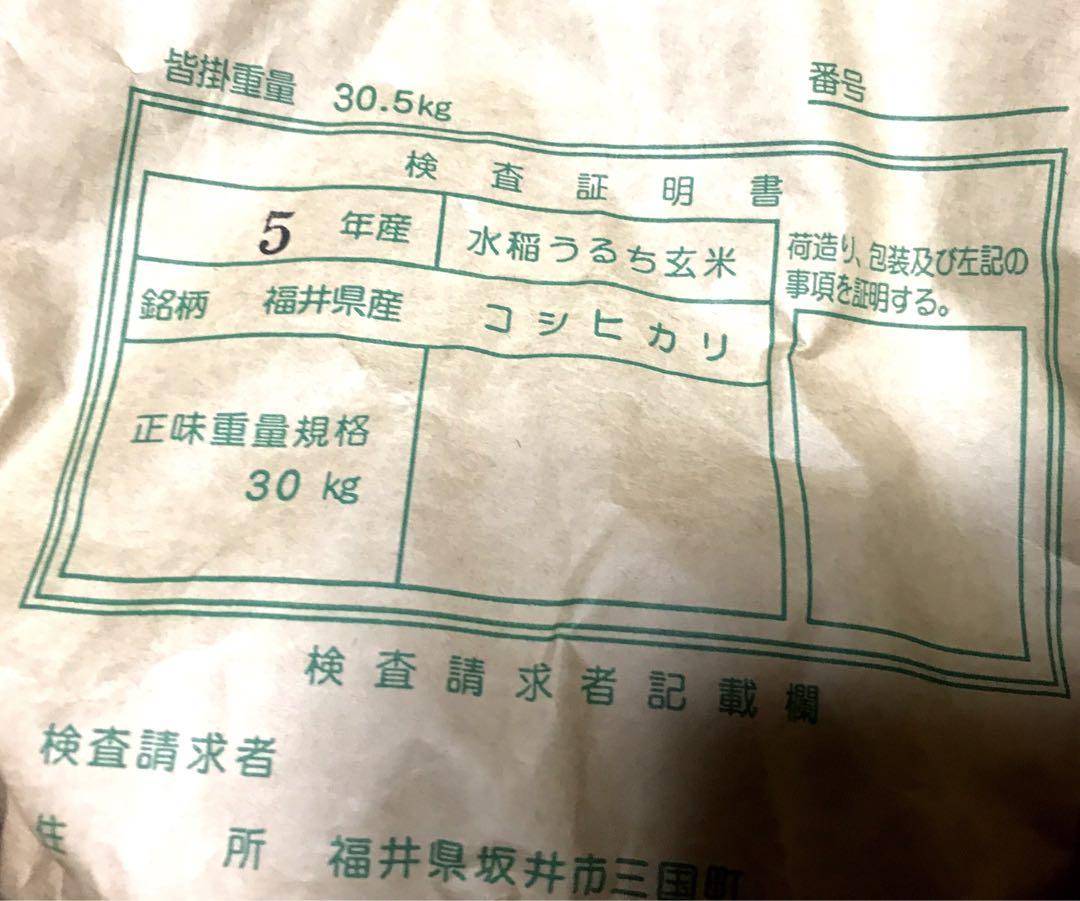 皆掛重量 30.5kg
番号
検査証明書
5 年産 水稲うるち玄米
銘柄 福井県産 コシヒカリ
正味重量規格
30 kg
荷造り、包装及び左記の
事項を証明する。
検査請求者記載欄
検査請求者
住 所 福井県坂井市三国町